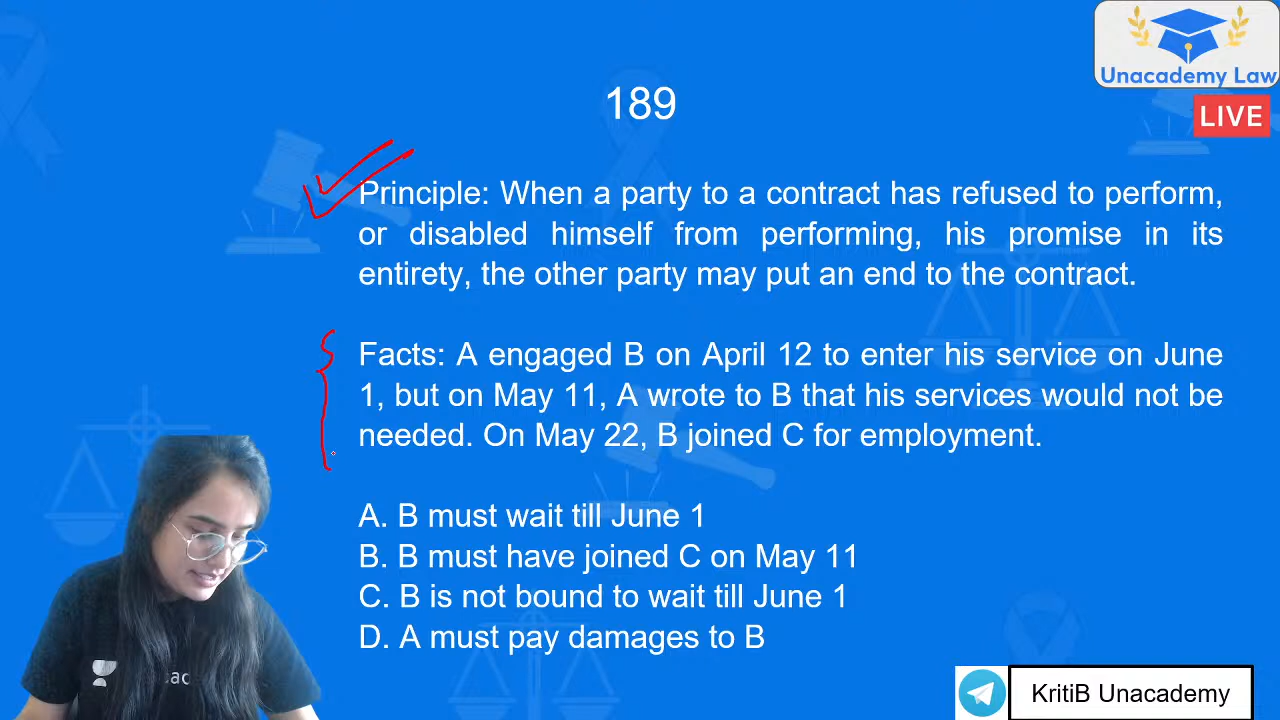 Unacademy Law
LIVE
189
Principle: When a party to a contract has refused to perform,
or disabled himself from performing, his promise in its
entirety, the other party may put an end to the contract.
Facts: A engaged B on April 12 to enter his service on June
1, but on May 11, A wrote to B that his services would not be
needed. On May 22, B joined C for employment.
A. B must wait till June 1
B. B must have joined C on May 11
C. B is not bound to wait till June 1
D. A must pay damages to B
KritiB Unacademy